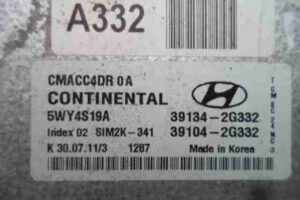 A332
CMACC4DR 0A
CONTINENTAL
5WY4S19A 39134-2G332
Index 02 SIM2K-341 39104-2G332
K 30.07.11/3 1287 Made in Korea